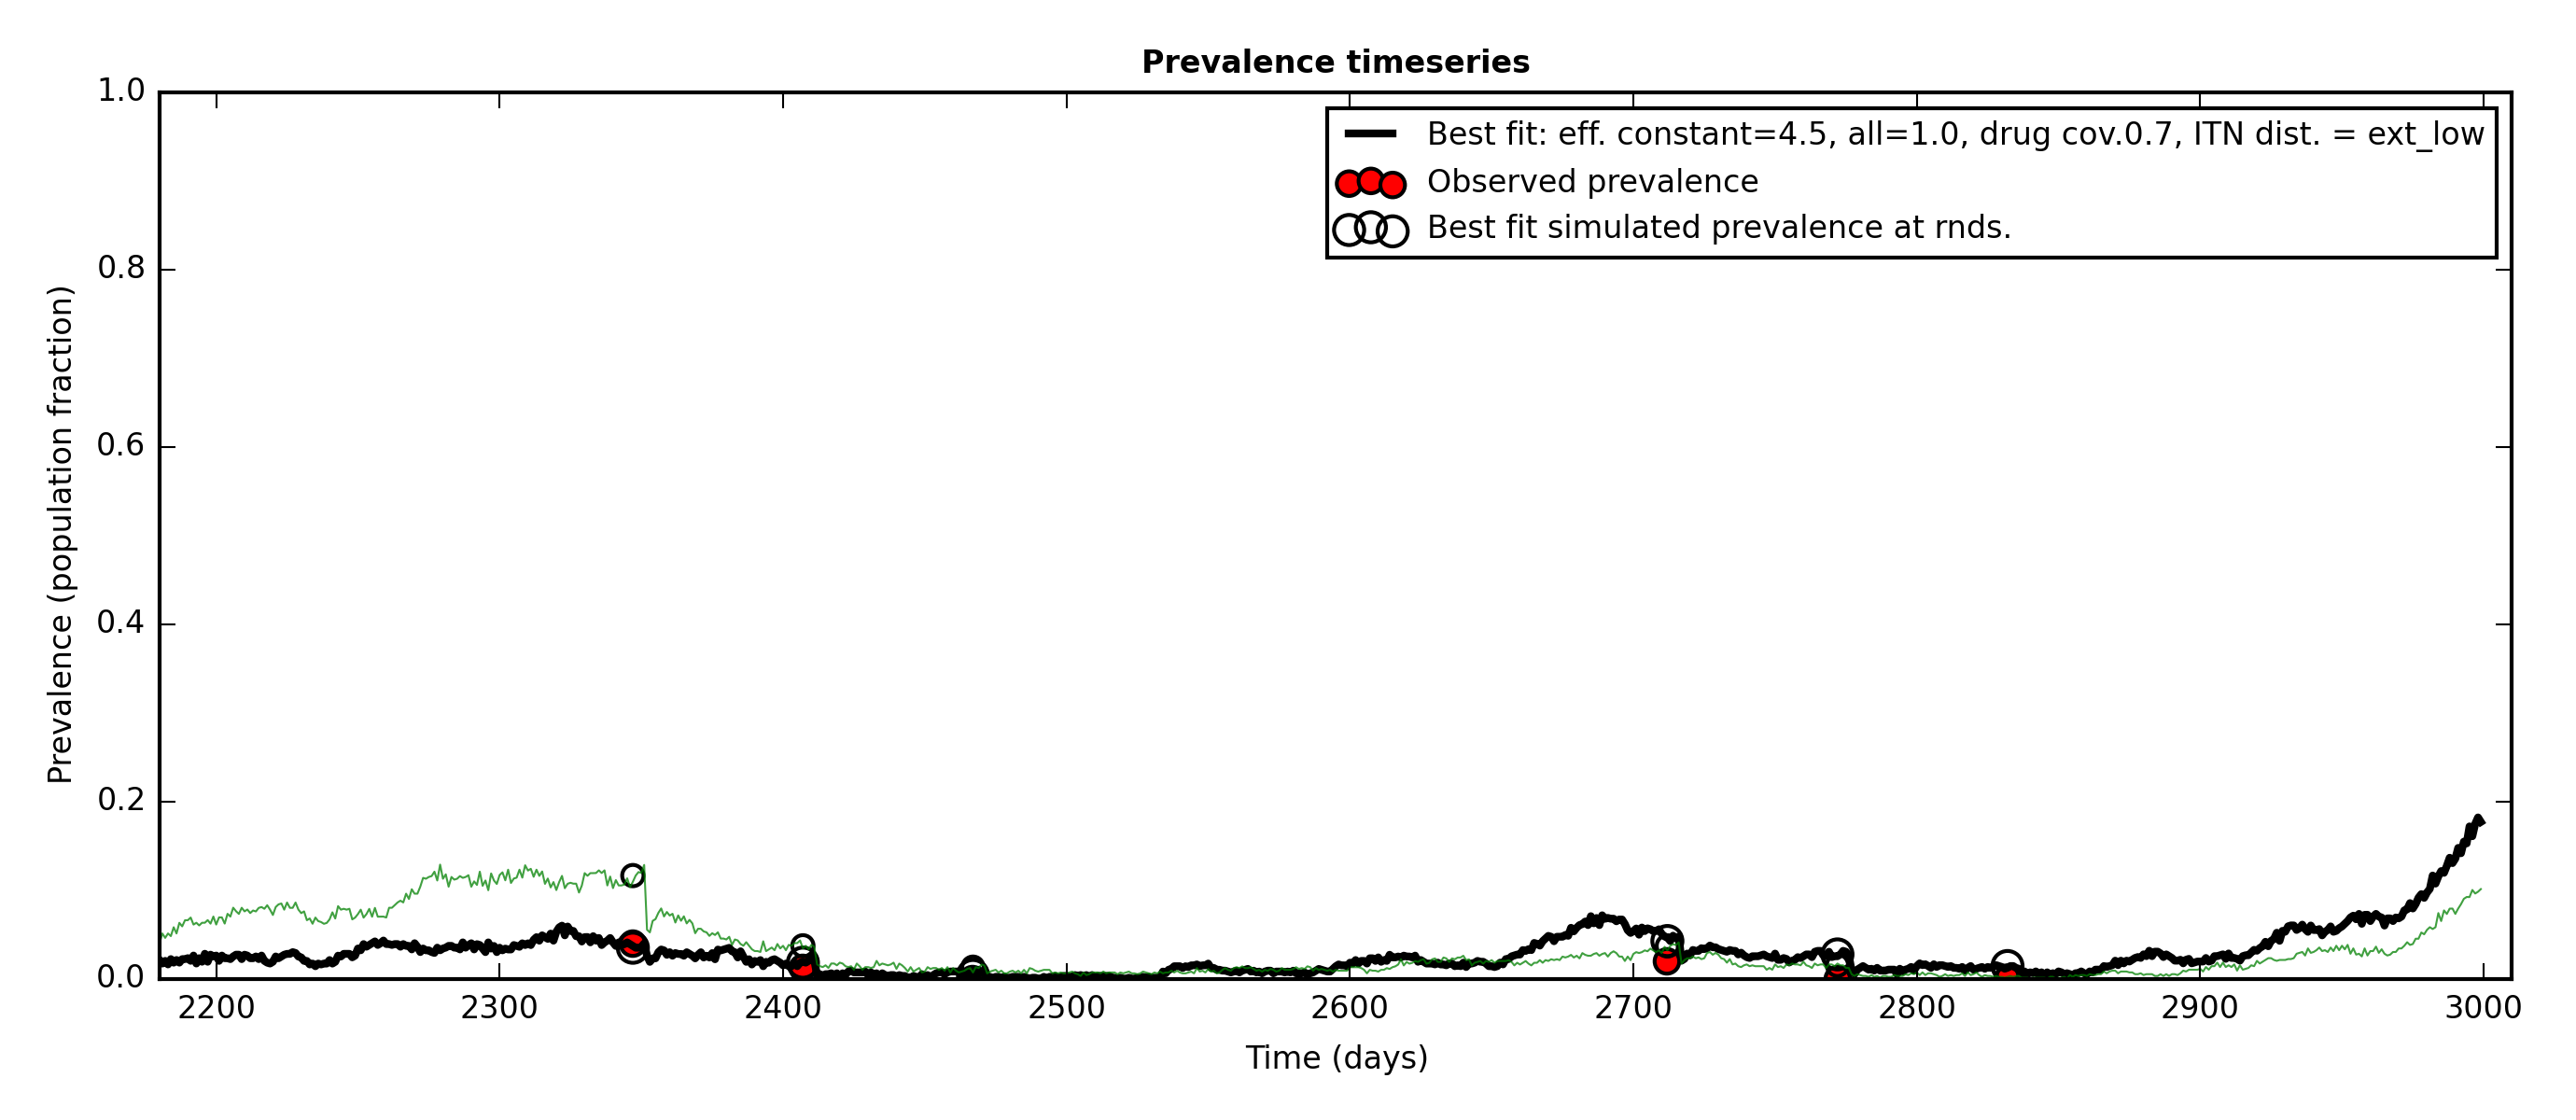 Prevalence timeseries
1.0
0.8
0.6
0.4
0.2
0.0
Prevalence (population fraction)
Best fit: eff. constant=4.5, all=1.0, drug cov.0.7, ITN dist. = ext_low
Observed prevalence
Best fit simulated prevalence at rnds.
2200 2300 2400 2500 2600 2700 2800 2900 3000
Time (days)